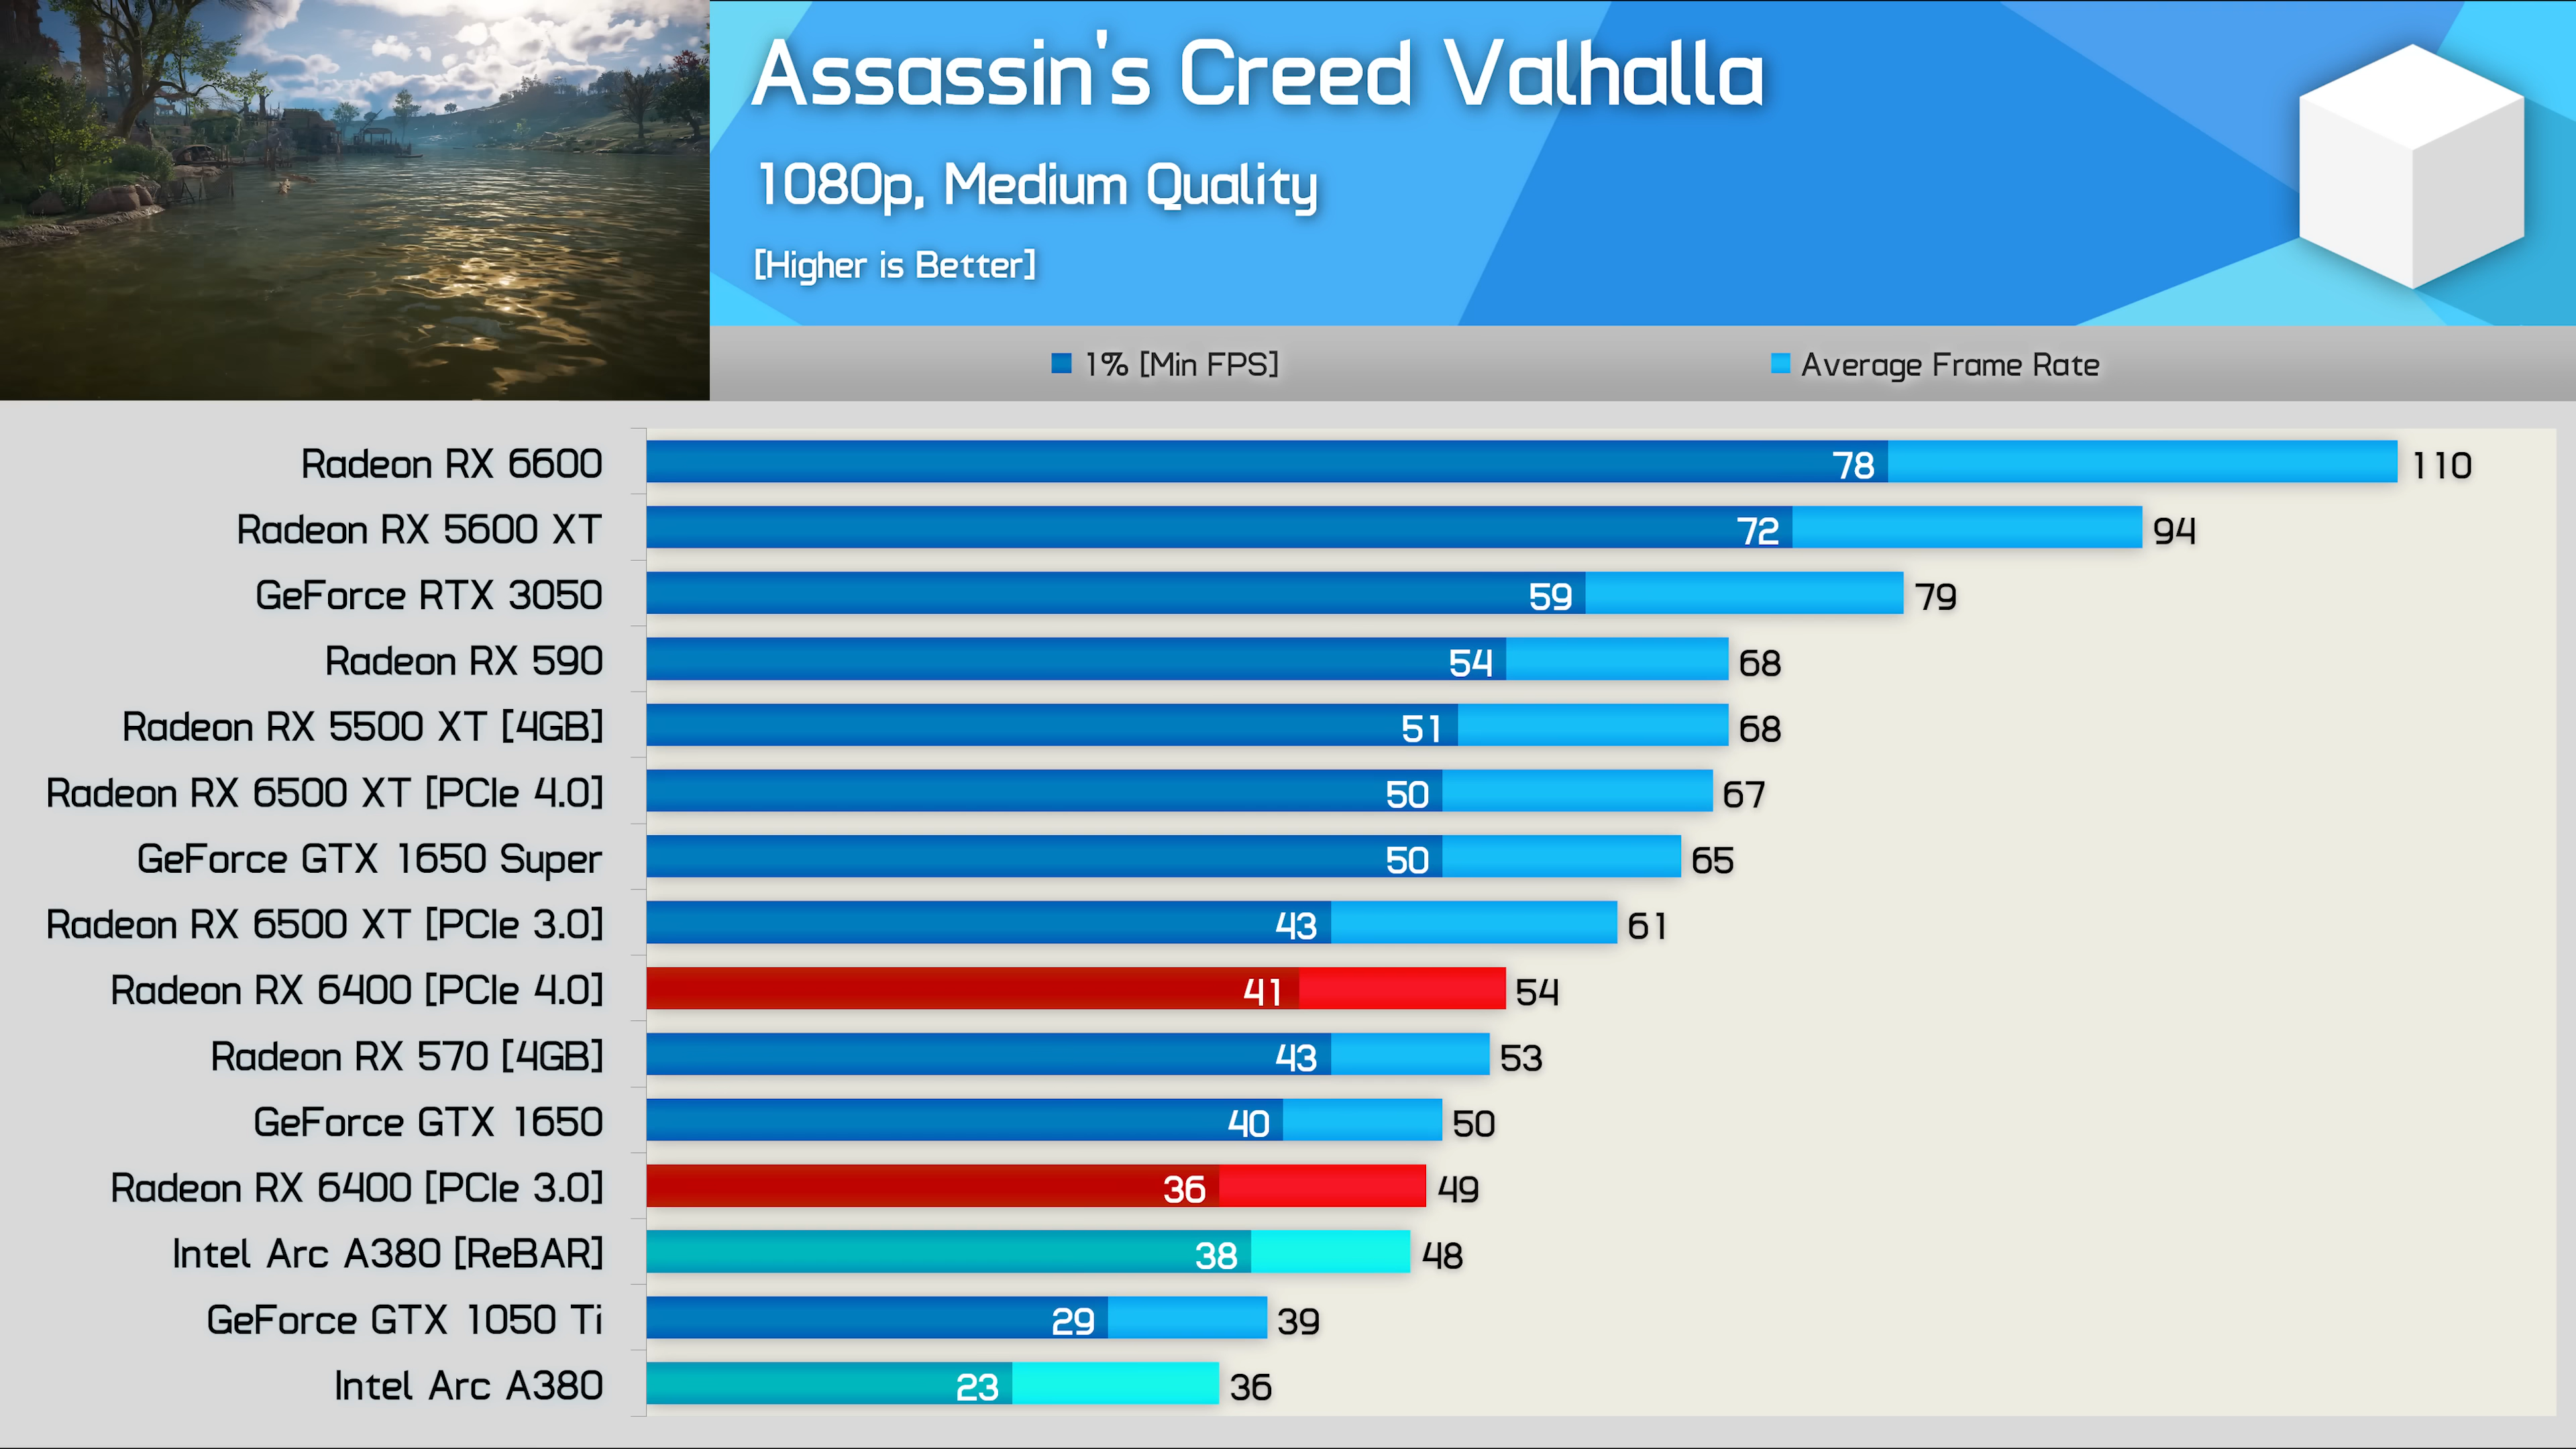 Assassin's Creed Valhalla
1080p, Medium Quality
[Higher is Better]
1% [Min FPS] Average Frame Rate
Radeon RX 6600 78 110
Radeon RX 5600 XT 72 94
GeForce RTX 3050 59 79
Radeon RX 590 54 68
Radeon RX 5500 XT [4GB] 51 68
Radeon RX 6500 XT [PCIe 4.0] 50 67
GeForce GTX 1650 Super 50 65
Radeon RX 6500 XT [PCIe 3.0] 43 61
Radeon RX 6400 [PCIe 4.0] 41 54
Radeon RX 570 [4GB] 43 53
GeForce GTX 1650 40 50
Radeon RX 6400 [PCIe 3.0] 36 49
Intel Arc A380 [ReBAR] 38 48
GeForce GTX 1050 Ti 29 39
Intel Arc A380 23 36